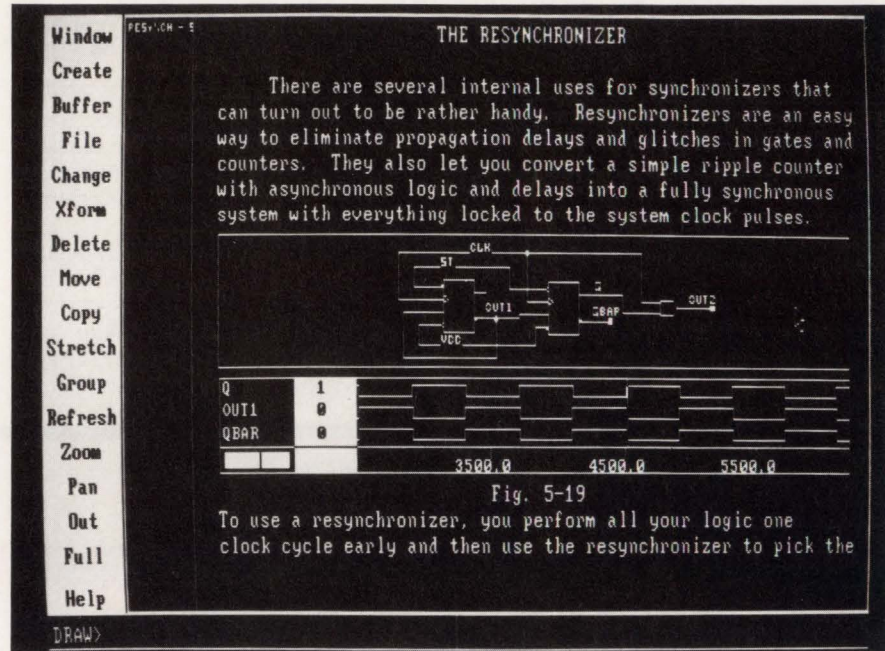 Window
Create
Buffer
File
Change
Xform
Delete
Move
Copy
Stretch
Group
Refresh
Zoom
Pan
Out
Full
Help
THE RESYNCHRONIZER
There are several internal uses for synchronizers that
can turn out to be rather handy. Resynchronizers are an easy
way to eliminate propagation delays and glitches in gates and
counters. They also let you convert a simple ripple counter
with asynchronous logic and delays into a fully synchronous
system with everything locked to the system clock pulses.
CLK
ST
OUT1
VDD
Q
QBAR
OUT2
Q 1
OUT1 0
QBAR 0
3500.0 4500.0 5500.0
Fig. 5-19
To use a resynchronizer, you perform all your logic one
clock cycle early and then use the resynchronizer to pick the
DRAW>